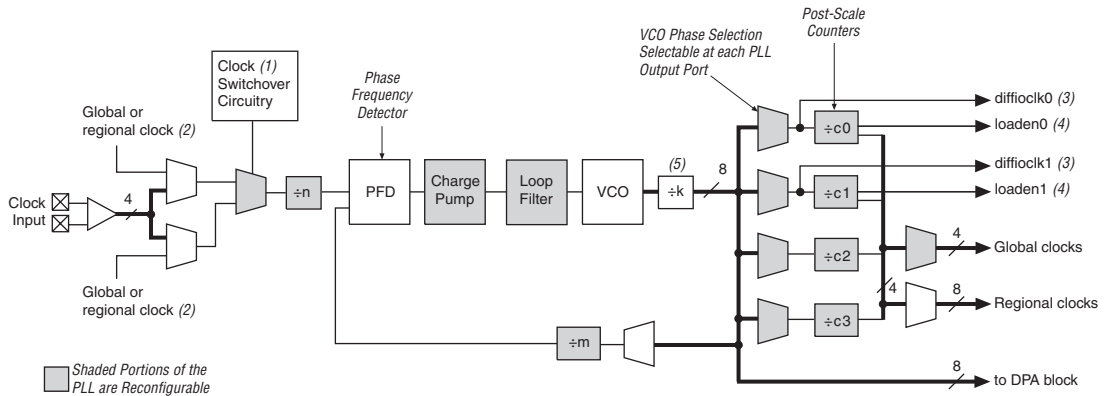 Post-Scale
Counters
VCO Phase Selection
Selectable at each PLL
Output Port
Clock (1)
Switchover
Circuitry
Phase
Frequency
Detector
Global or
regional clock (2)
diffioclk0 (3)
÷c0
loaden0 (4)
(5)
8
diffioclk1 (3)
÷n
PFD
Charge
Pump
Loop
Filter
VCO
÷k
÷c1
loaden1 (4)
Clock
Input
4
4
Global clocks
÷c2
Global or
regional clock (2)
4
8
Regional clocks
÷c3
÷m
Shaded Portions of the
PLL are Reconfigurable
8
to DPA block